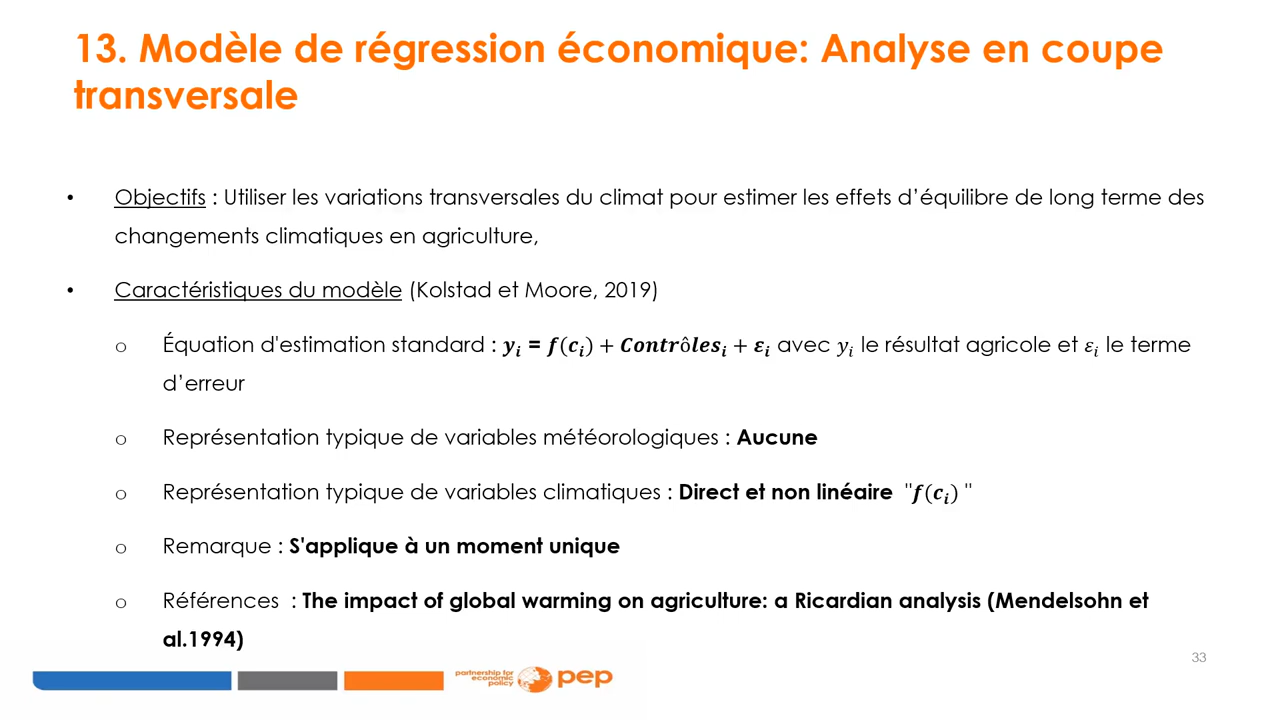 13. Modèle de régression économique: Analyse en coupe
transversale
• Objectifs : Utiliser les variations transversales du climat pour estimer les effets d’équilibre de long terme des
changements climatiques en agriculture,
• Caractéristiques du modèle (Kolstad et Moore, 2019)
o Équation d'estimation standard : 𝒚𝒊 = 𝒇(𝒄𝒊) + 𝑪𝒐𝒏𝒕𝒓ô𝒍𝒆𝒔𝒊 + 𝜺𝒊 avec 𝑦𝑖 le résultat agricole et 𝜀𝑖 le terme
d’erreur
o Représentation typique de variables météorologiques : Aucune
o Représentation typique de variables climatiques : Direct et non linéaire "𝒇(𝒄𝒊) "
o Remarque : S'applique à un moment unique
o Références : The impact of global warming on agriculture: a Ricardian analysis (Mendelsohn et
al.1994)
33
partnership for
economic
policy
pep